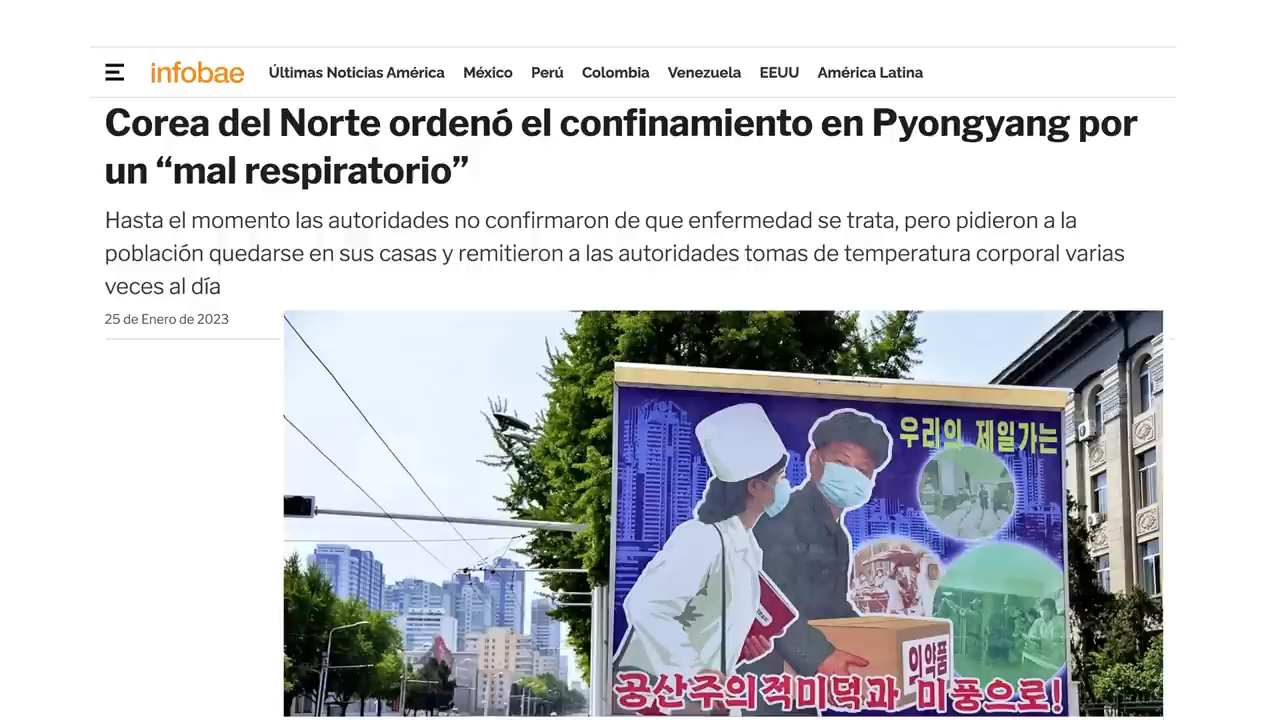 infobae Últimas Noticias América México Perú Colombia Venezuela EEUU América Latina
Corea del Norte ordenó el confinamiento en Pyongyang por
un “mal respiratorio”
Hasta el momento las autoridades no confirmaron de que enfermedad se trata, pero pidieron a la
población quedarse en sus casas y remitieron a las autoridades tomas de temperatura corporal varias
veces al día
25 de Enero de 2023
우리의 제일가는
의약품
공산주의적미덕과 미풍으로!